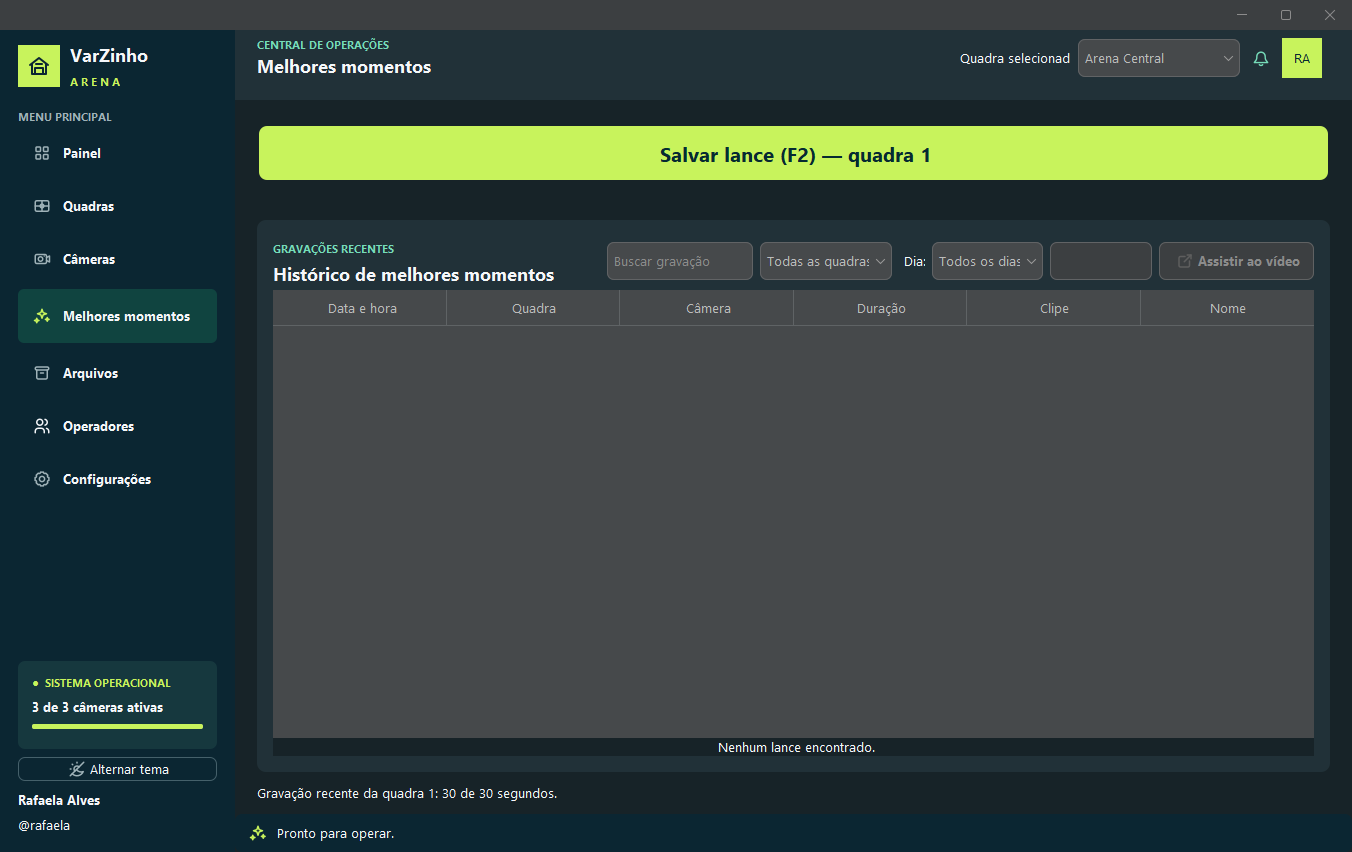 VarZinho
ARENA
MENU PRINCIPAL
Painel
Quadras
Câmeras
Melhores momentos
Arquivos
Operadores
Configurações
● SISTEMA OPERACIONAL
3 de 3 câmeras ativas
Alternar tema
Rafaela Alves
@rafaela
CENTRAL DE OPERAÇÕES
Melhores momentos
Quadra selecionad
Arena Central
RA
Salvar lance (F2) — quadra 1
GRAVAÇÕES RECENTES
Histórico de melhores momentos
Buscar gravação
Todas as quadras
Dia:
Todos os dias
Assistir ao vídeo
Data e hora
Quadra
Câmera
Duração
Clipe
Nome
Nenhum lance encontrado.
Gravação recente da quadra 1: 30 de 30 segundos.
Pronto para operar.